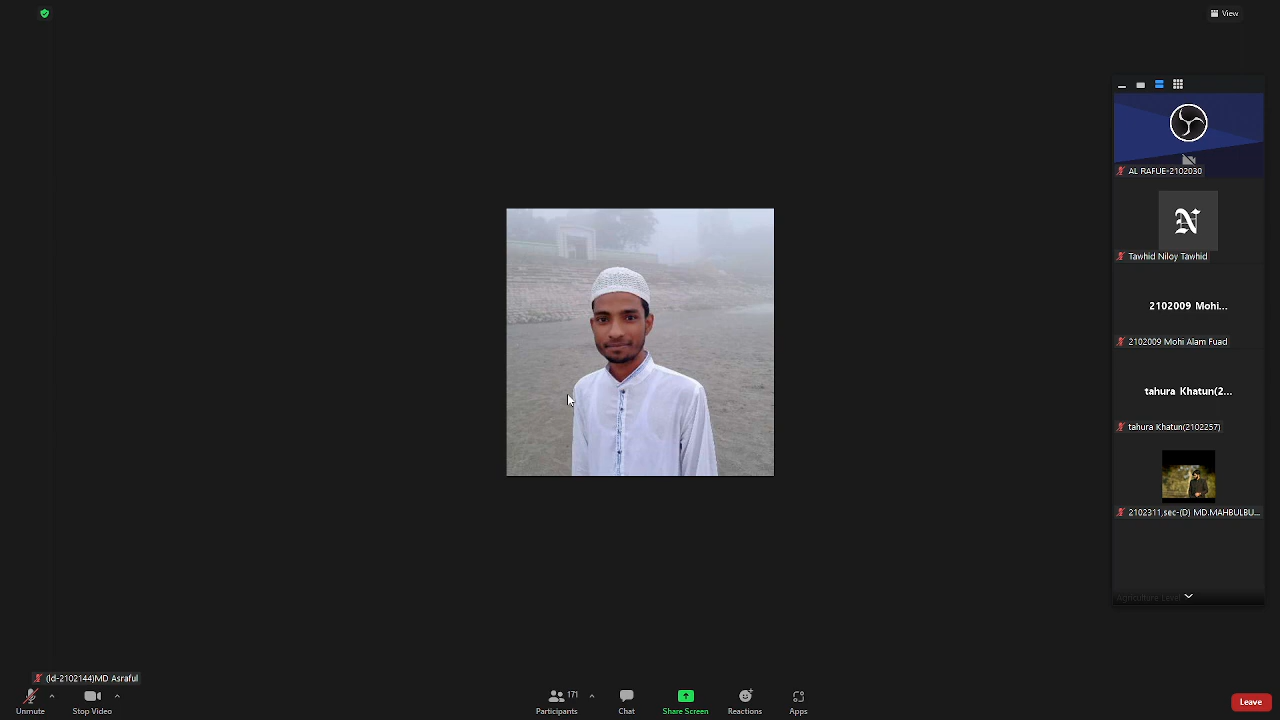 View
AL RAFUE-2102030
N
Tawhid Niloy Tawhid
2102009 Mohi...
2102009 Mohi Alam Fuad
tahura Khatun(2...
tahura Khatun(2102257)
2102311,sec-(D) MD.MAHBULBU...
Agriculture Level
(Id-2102144)MD Asraful
Unmute
Stop Video
171
Participants
Chat
Share Screen
Reactions
Apps
Leave